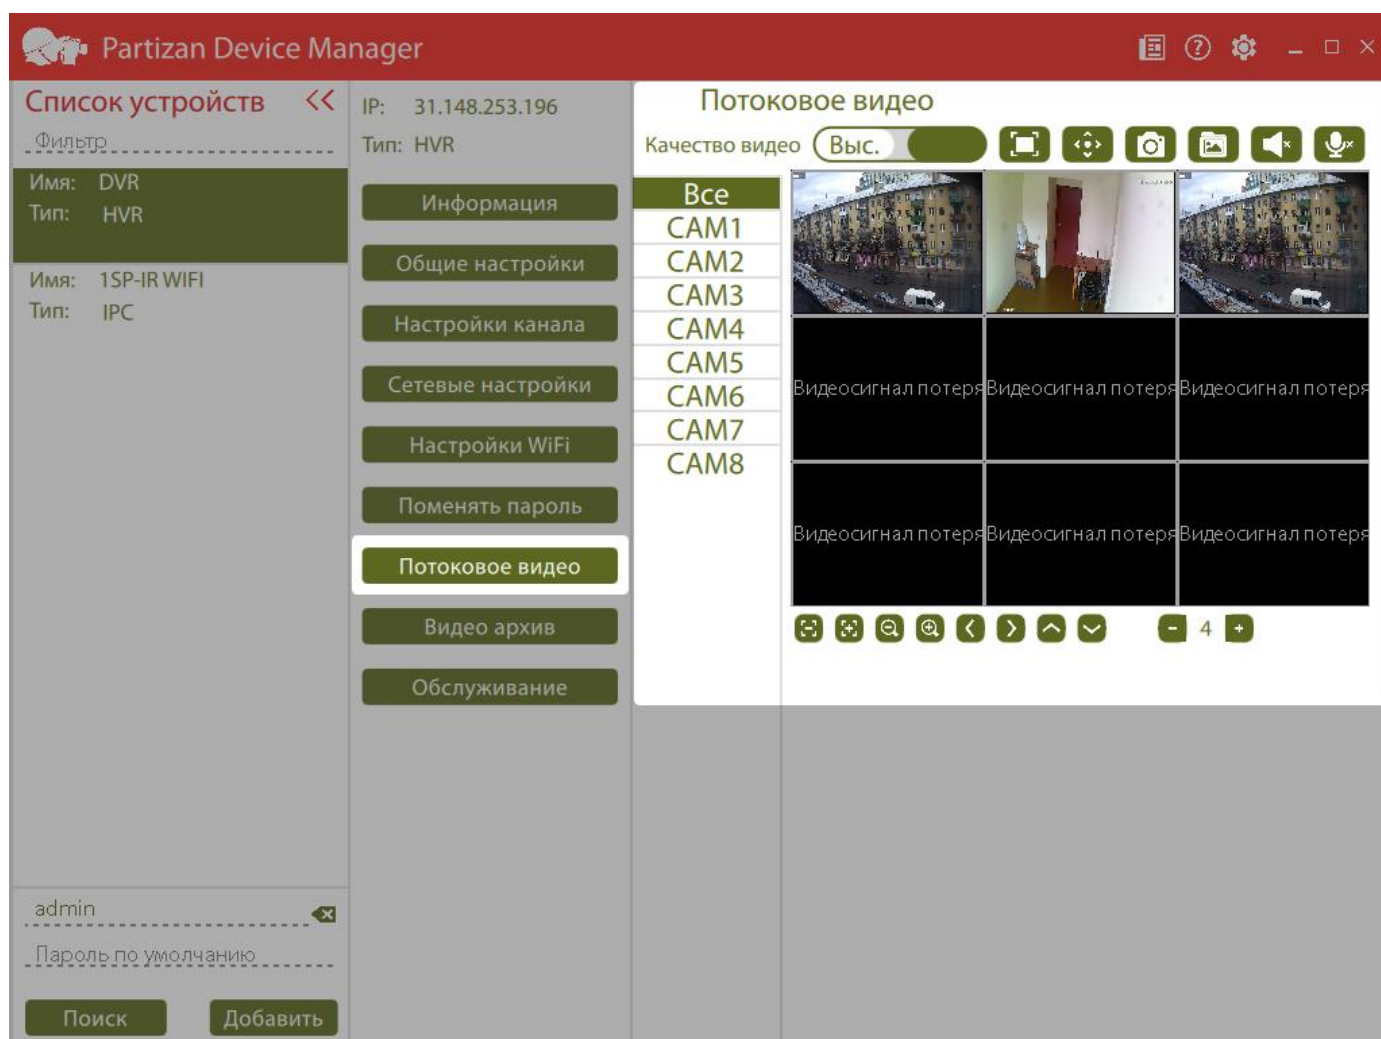 Partizan Device Manager
Список устройств <<
Фильтр
Имя: DVR
Тип: HVR
Имя: 1SP-IR WIFI
Тип: IPC
admin
Пароль по умолчанию
Поиск
Добавить
IP: 31.148.253.196
Тип: HVR
Информация
Общие настройки
Настройки канала
Сетевые настройки
Настройки WiFi
Поменять пароль
Потоковое видео
Видео архив
Обслуживание
Потоковое видео
Качество видео Выс.
Все
CAM1
CAM2
CAM3
CAM4
CAM5
CAM6
CAM7
CAM8
Видеосигнал потеря Видеосигнал потеря Видеосигнал потеря
Видеосигнал потеря Видеосигнал потеря Видеосигнал потеря
- 4 +